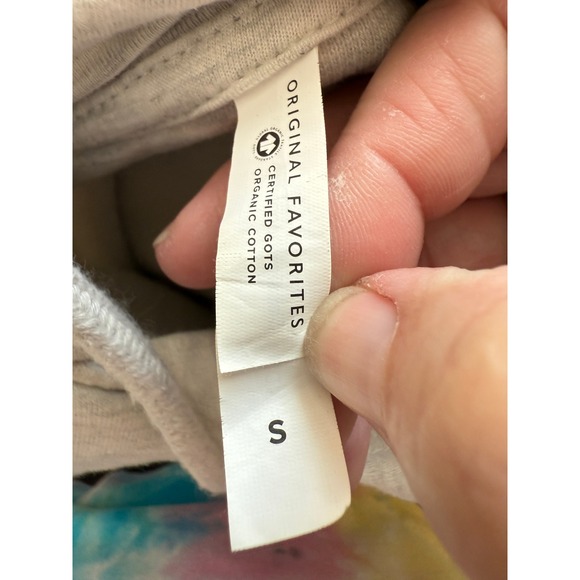 ORIGINAL FAVORITES
CERTIFIED GOTS
ORGANIC COTTON
S